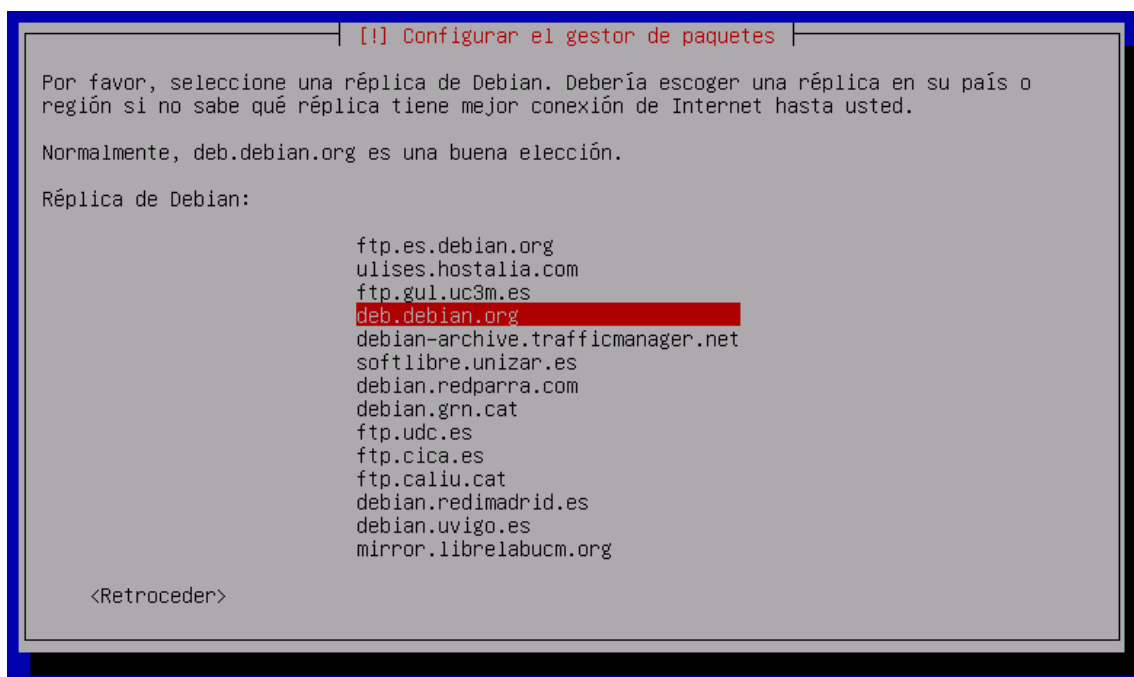 [!] Configurar el gestor de paquetes
Por favor, seleccione una réplica de Debian. Debería escoger una réplica en su país o
región si no sabe qué réplica tiene mejor conexión de Internet hasta usted.
Normalmente, deb.debian.org es una buena elección.
Réplica de Debian:
ftp.es.debian.org
ulises.hostalia.com
ftp.gul.uc3m.es
deb.debian.org
debian-archive.trafficmanager.net
softlibre.unizar.es
debian.redparra.com
debian.grn.cat
ftp.udc.es
ftp.cica.es
ftp.caliu.cat
debian.redimadrid.es
debian.uvigo.es
mirror.librelabucm.org
<Retroceder>